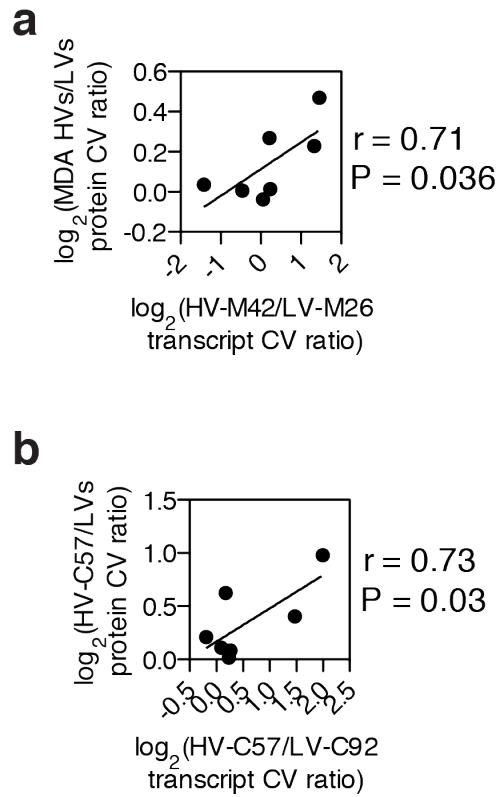 a
log2(MDA HVs/LVs
protein CV ratio)
0.6
0.4
0.2
0.0
-0.2
-2
-1
0
1
2
r = 0.71
P = 0.036
log2(HV-M42/LV-M26
transcript CV ratio)
b
log2(HV-C57/LVs
protein CV ratio)
1.5
1.0
0.5
0.0
-0.5
0.0
0.5
1.0
1.5
2.0
2.5
r = 0.73
P = 0.03
log2(HV-C57/LV-C92
transcript CV ratio)